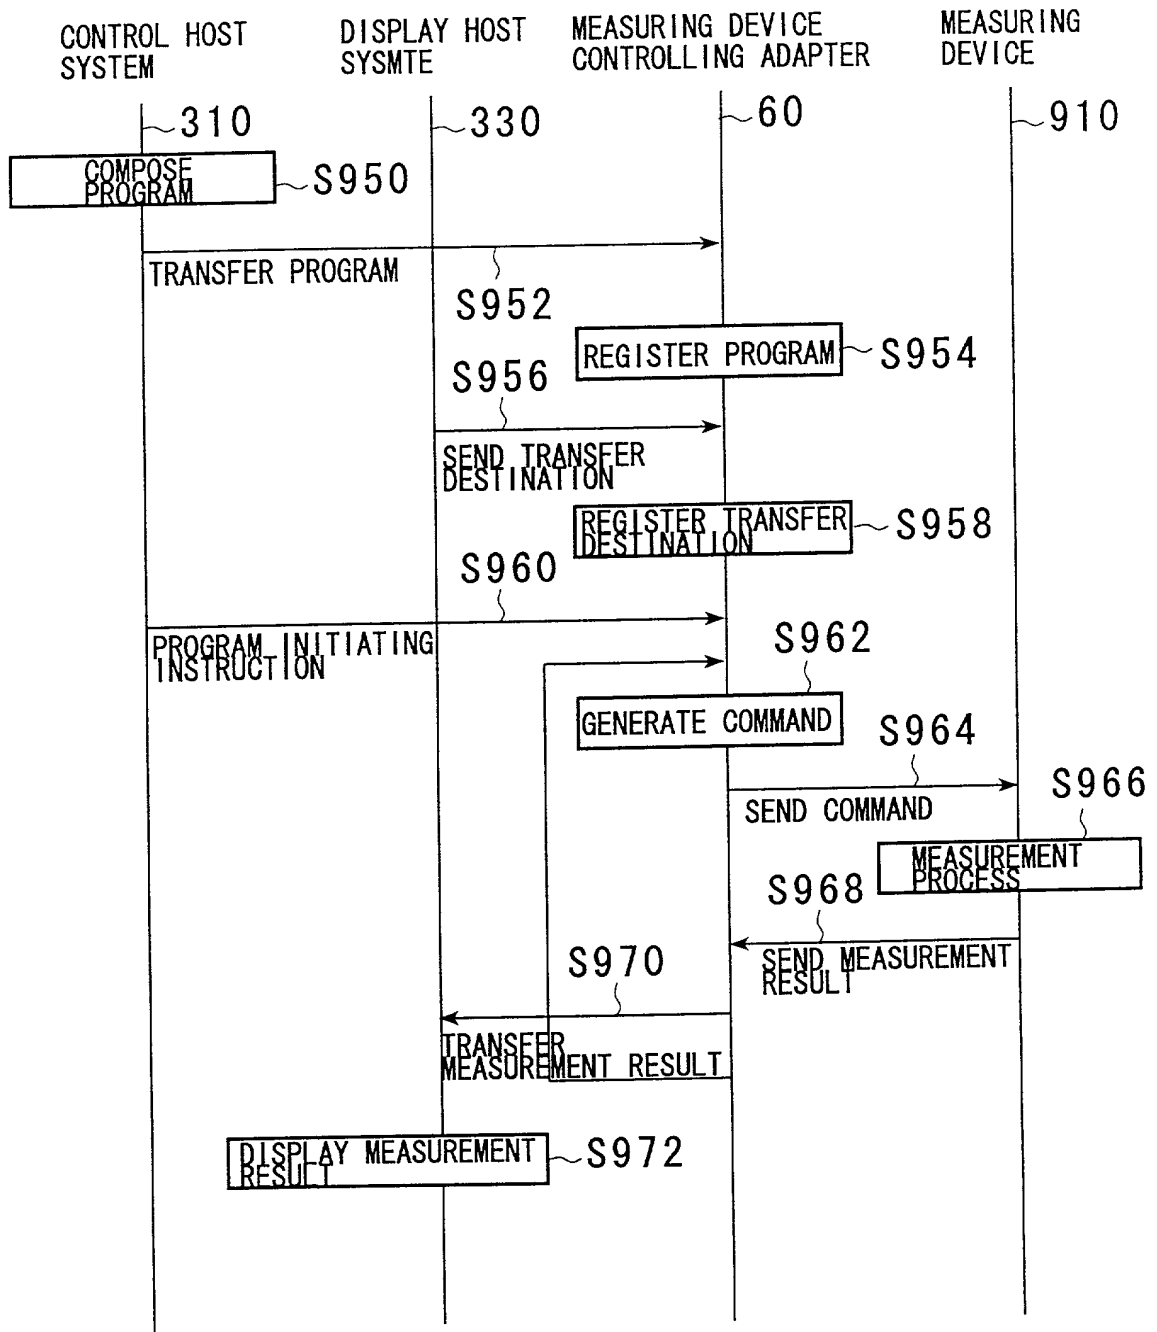 CONTROL HOST
SYSTEM
DISPLAY HOST
SYSMTE
MEASURING DEVICE
CONTROLLING ADAPTER
MEASURING
DEVICE
310
330
60
910
COMPOSE
PROGRAM
S950
TRANSFER PROGRAM
S952
REGISTER PROGRAM
S954
S956
SEND TRANSFER
DESTINATION
REGISTER TRANSFER
DESTINATION
S958
S960
PROGRAM INITIATING
INSTRUCTION
S962
GENERATE COMMAND
S964
SEND COMMAND
S966
MEASUREMENT
PROCESS
S968
SEND MEASUREMENT
RESULT
S970
TRANSFER
MEASUREMENT RESULT
DISPLAY MEASUREMENT
RESULT
S972